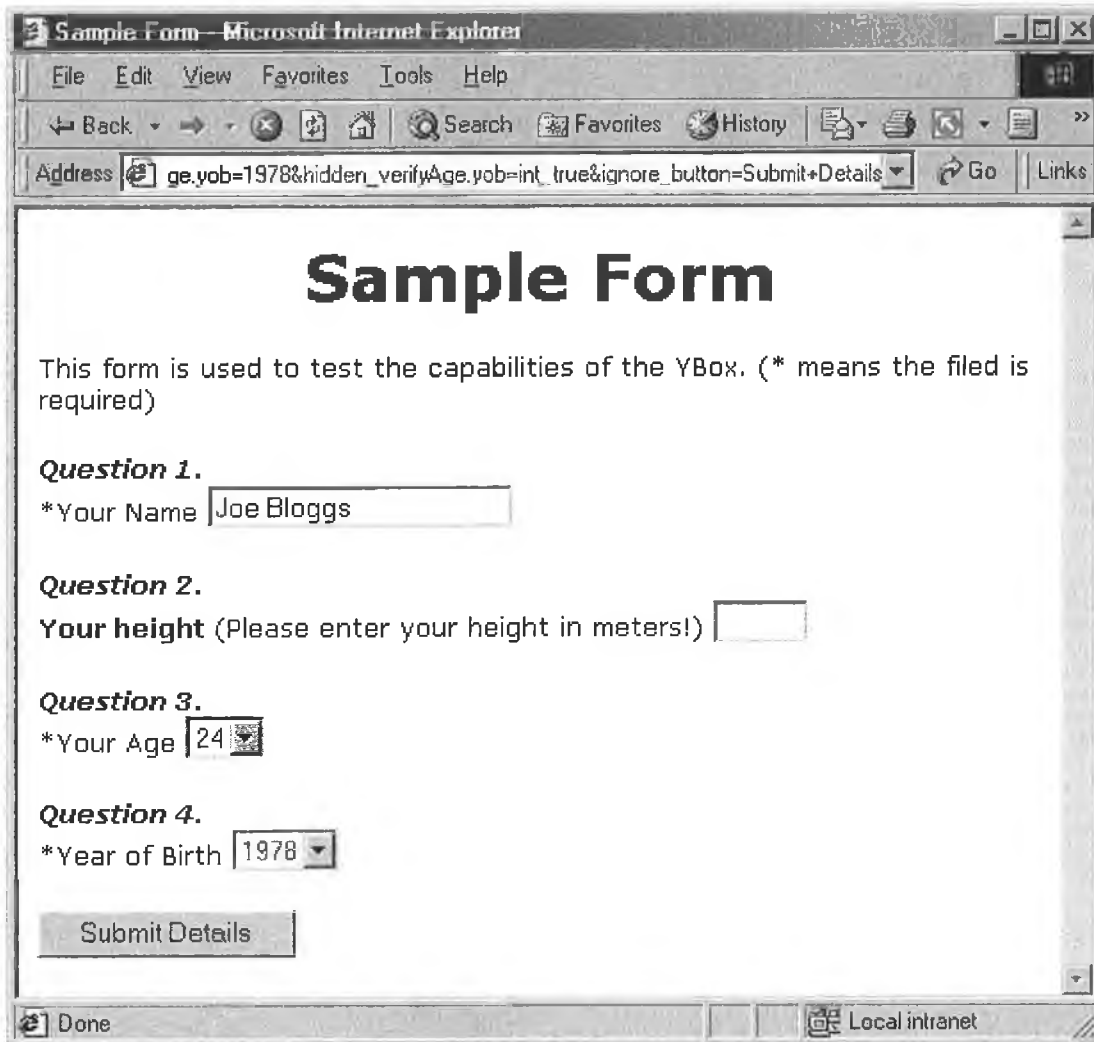 Sample Form - Microsoft Internet Explorer
File Edit View Favorites Tools Help
Back Search Favorites History »
Address ge.yob=1978&hidden_verifyAge.yob=int_true&ignore_button=Submit+Details Go Links
Sample Form
This form is used to test the capabilities of the YBox. (* means the filed is
required)
Question 1.
*Your Name Joe Bloggs
Question 2.
Your height (Please enter your height in meters!)
Question 3.
*Your Age 24
Question 4.
*Year of Birth 1978
Submit Details
Done Local intranet